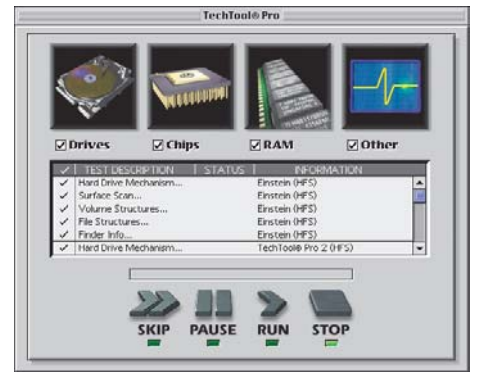 TechTool® Pro
Drives Chips RAM Other
✓ TEST DESCRIPTION STATUS INFORMATION
✓ Hard Drive Mechanism... Einstein (HFS)
✓ Surface Scan... Einstein (HFS)
✓ Volume Structures... Einstein (HFS)
✓ File Structures... Einstein (HFS)
✓ Finder Info... Einstein (HFS)
✓ Hard Drive Mechanism... TechTool® Pro 2 (HFS)
SKIP PAUSE RUN STOP